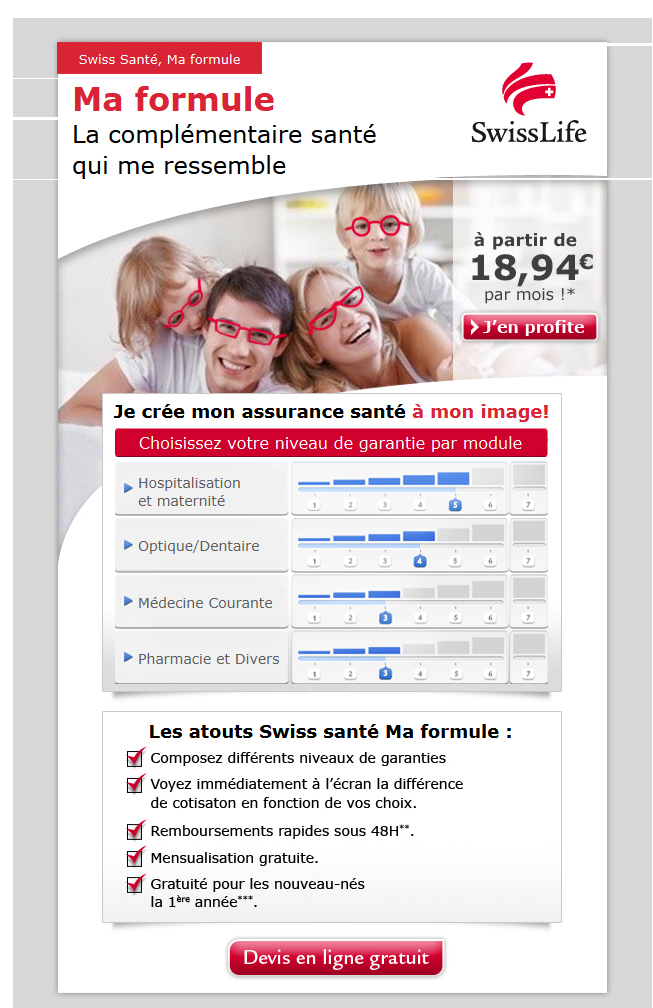 Swiss Santé, Ma formule
Ma formule
La complémentaire santé
qui me ressemble
SwissLife
à partir de
18,94€
par mois !*
J'en profite
Je crée mon assurance santé à mon image!
Choisissez votre niveau de garantie par module
Hospitalisation
et maternité
1 2 3 4 5 6 7
Optique/Dentaire
1 2 3 4 5 6 7
Médecine Courante
1 2 3 4 5 6 7
Pharmacie et Divers
1 2 3 4 5 6 7
Les atouts Swiss santé Ma formule :
Composez différents niveaux de garanties
Voyez immédiatement à l'écran la différence
de cotisaton en fonction de vos choix.
Remboursements rapides sous 48H**.
Mensualisation gratuite.
Gratuité pour les nouveau-nés
la 1ère année***.
Devis en ligne gratuit